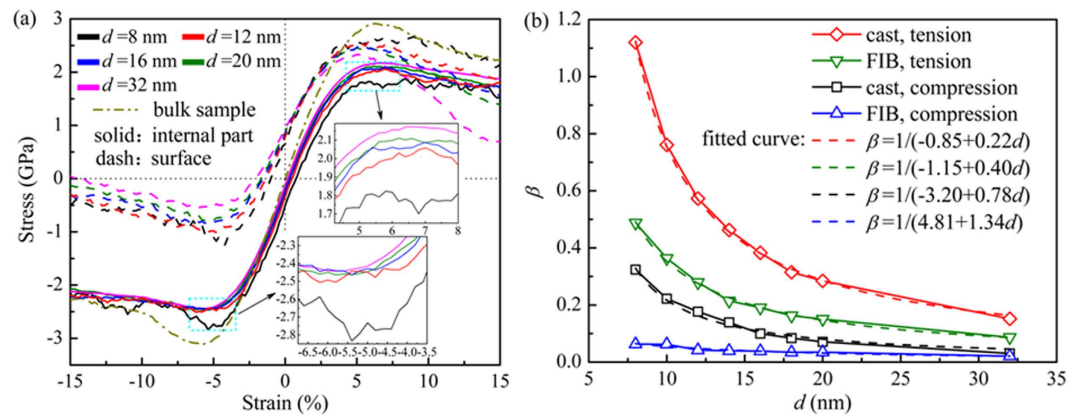 (a)
3
2
1
0
-1
-2
-3
Stress (GPa)
d =8 nm
d =12 nm
d =16 nm
d =20 nm
d =32 nm
bulk sample
solid: internal part
dash: surface
2.1
2.0
1.9
1.8
1.7
5 6 7 8
-2.3
-2.4
-2.5
-2.6
-2.7
-2.8
-6.5 -6.0 -5.5 -5.0 -4.5 -4.0 -3.5
-15 -10 -5 0 5 10 15
Strain (%)
(b)
1.2
1.0
0.8
0.6
0.4
0.2
0.0
β
cast, tension
FIB, tension
cast, compression
FIB, compression
fitted curve: β=1/(-0.85+0.22d)
β=1/(-1.15+0.40d)
β=1/(-3.20+0.78d)
β=1/(4.81+1.34d)
5 10 15 20 25 30 35
d (nm)